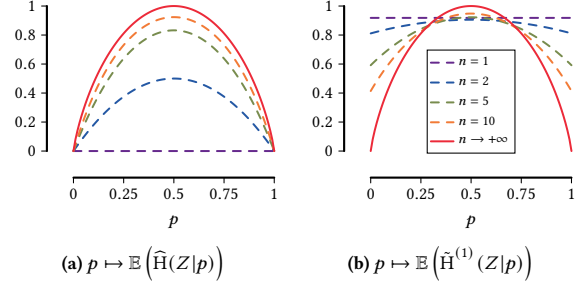 1
0.8
0.6
0.4
0.2
0
0 0.25 0.5 0.75 1
p
(a) p ↦ 𝔼(Ĥ(Z|p))
1
0.8
0.6
0.4
0.2
0
n = 1
n = 2
n = 5
n = 10
n → +∞
0 0.25 0.5 0.75 1
p
(b) p ↦ 𝔼(H̃⁽¹⁾(Z|p))